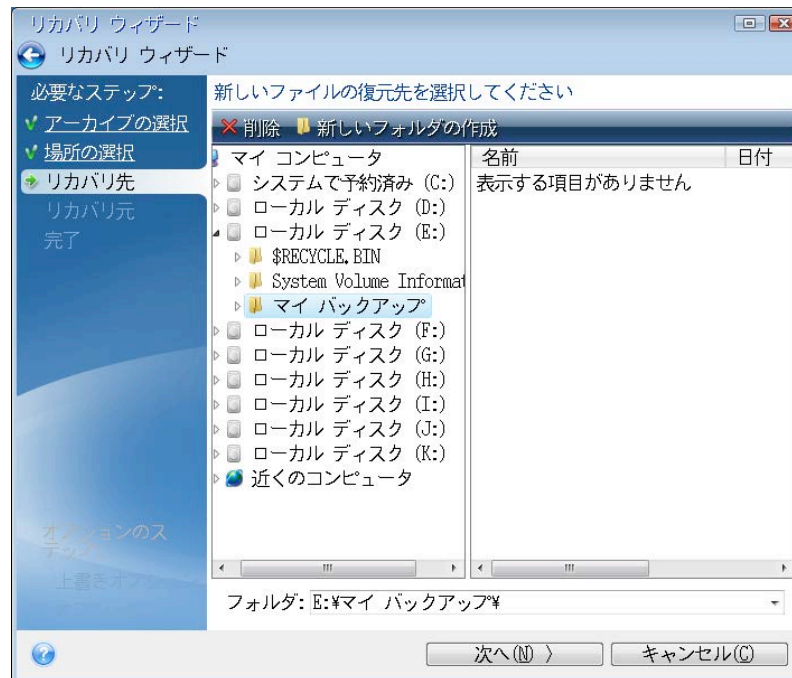 リカバリ ウィザード
リカバリ ウィザード
必要なステップ:
アーカイブの選択
場所の選択
リカバリ先
リカバリ元
完了
オプションのス
テップ:
上書きオプ
新しいファイルの復元先を選択してください
削除 新しいフォルダの作成
マイ コンピュータ
システムで予約済み (C:)
ローカル ディスク (D:)
ローカル ディスク (E:)
$RECYCLE.BIN
System Volume Informat
マイ バックアップ
ローカル ディスク (F:)
ローカル ディスク (G:)
ローカル ディスク (H:)
ローカル ディスク (I:)
ローカル ディスク (J:)
ローカル ディスク (K:)
近くのコンピュータ
名前 日付
表示する項目がありません
フォルダ: E:¥マイ バックアップ¥
次へ(N) 〉 キャンセル(C)